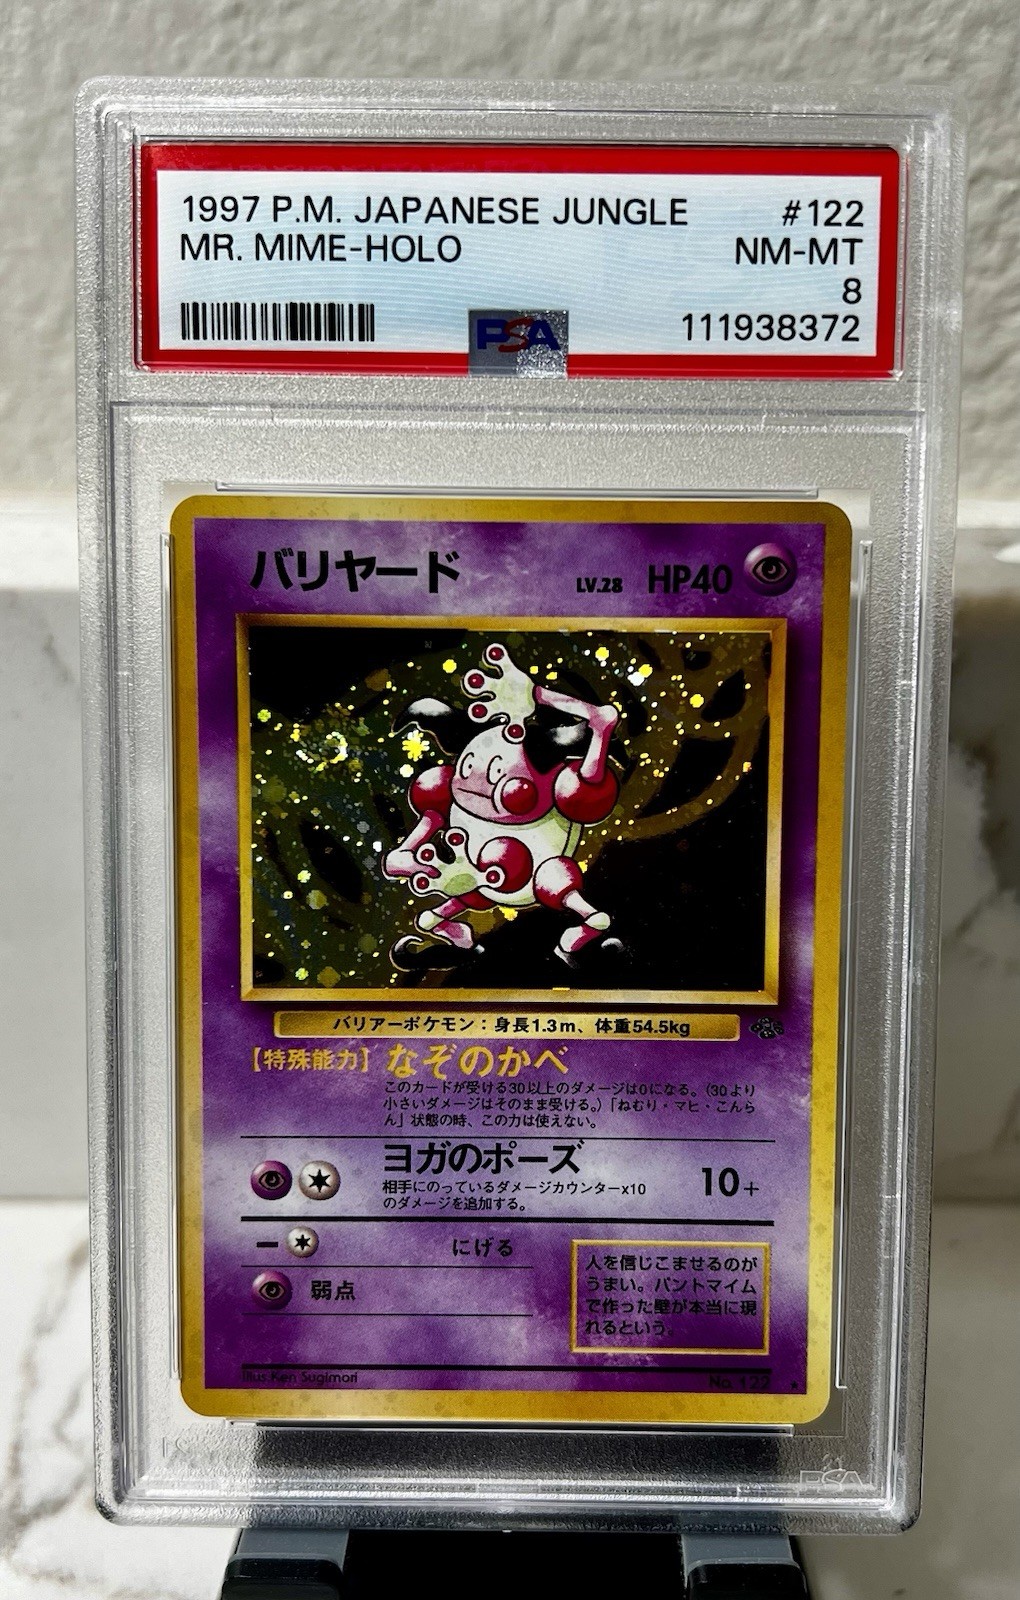 1997 P.M. JAPANESE JUNGLE #122
MR. MIME-HOLO NM-MT
8
PSA 111938372
バリヤード LV.28 HP40
バリアーポケモン：身長1.3m、体重54.5kg
【特殊能力】なぞのかべ
このカードが受ける30以上のダメージは0になる。（30より
小さいダメージはそのまま受ける。）「ねむり・マヒ・こんら
ん」状態の時、この力は使えない。
ヨガのポーズ 10+
相手にのっているダメージカウンター×10
のダメージを追加する。
にげる
弱点
人を信じこませるのが
うまい。パントマイム
で作った壁が本当に現
れるという。
Illus.Ken Sugimori No. 122
PSA